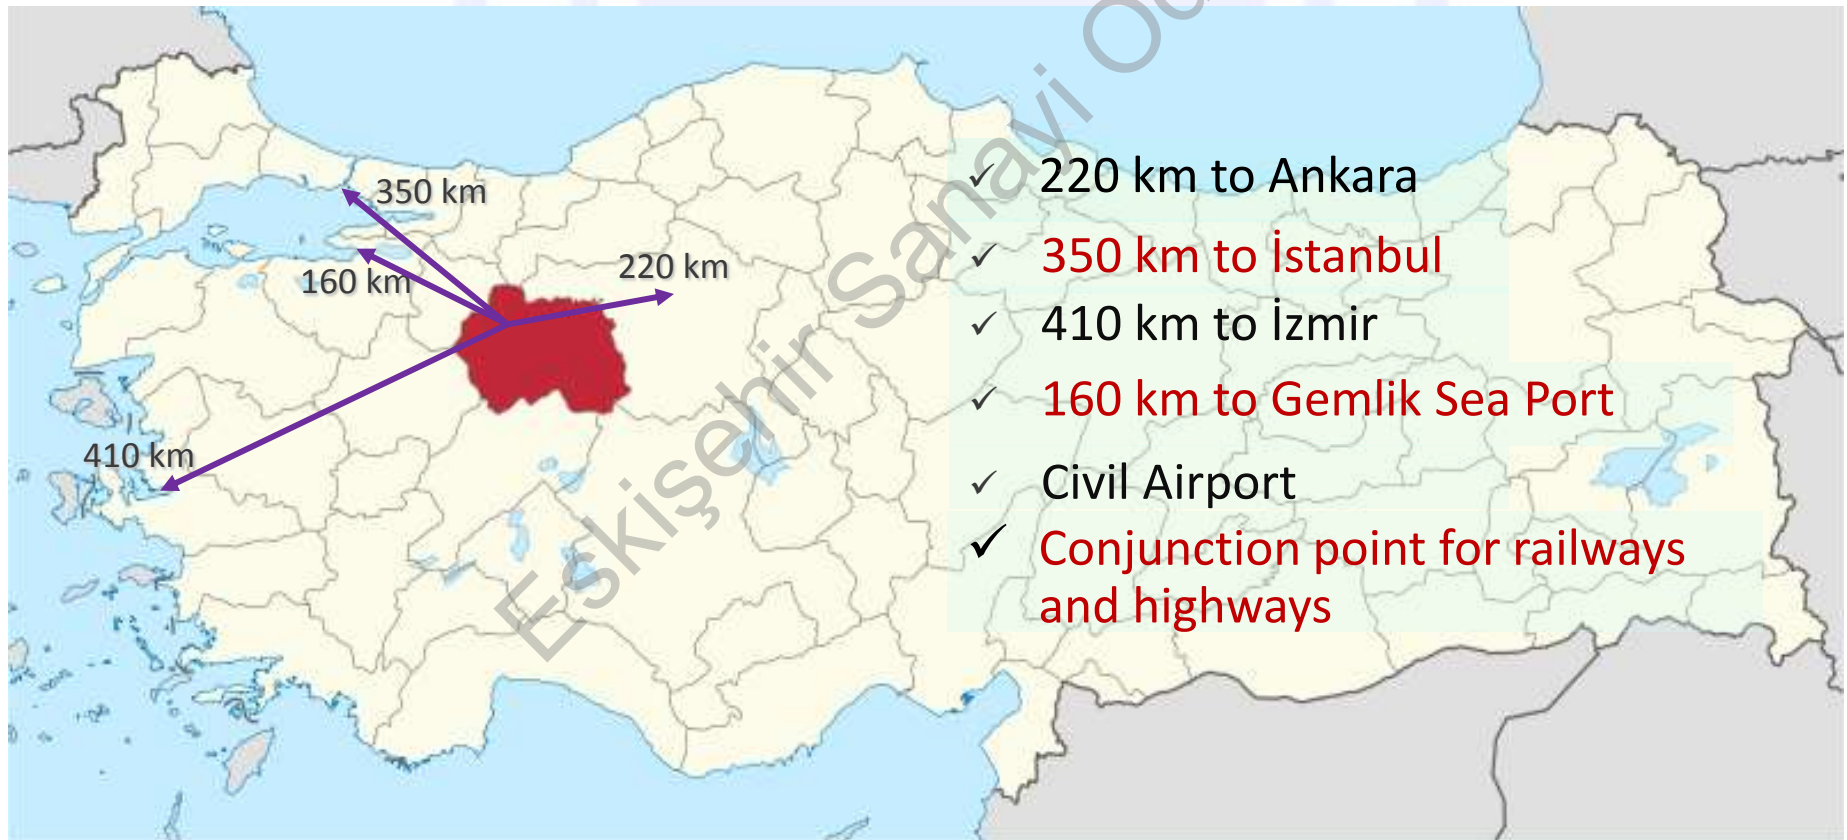 350 km
160 km
220 km
410 km
220 km to Ankara
350 km to İstanbul
410 km to İzmir
160 km to Gemlik Sea Port
Civil Airport
Conjunction point for railways
and highways
Eskişehir Sanayi